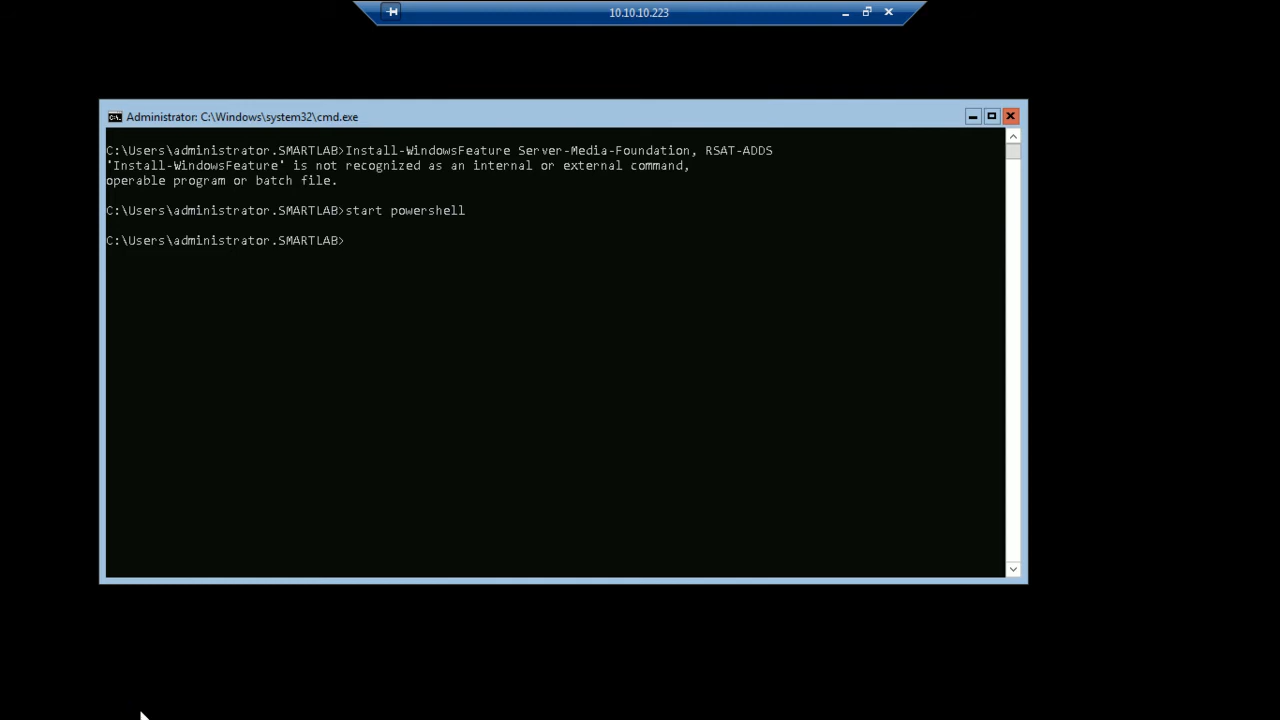 10.10.10.223
Administrator: C:\Windows\system32\cmd.exe
C:\Users\administrator.SMARTLAB>Install-WindowsFeature Server-Media-Foundation, RSAT-ADDS
'Install-WindowsFeature' is not recognized as an internal or external command,
operable program or batch file.
C:\Users\administrator.SMARTLAB>start powershell
C:\Users\administrator.SMARTLAB>